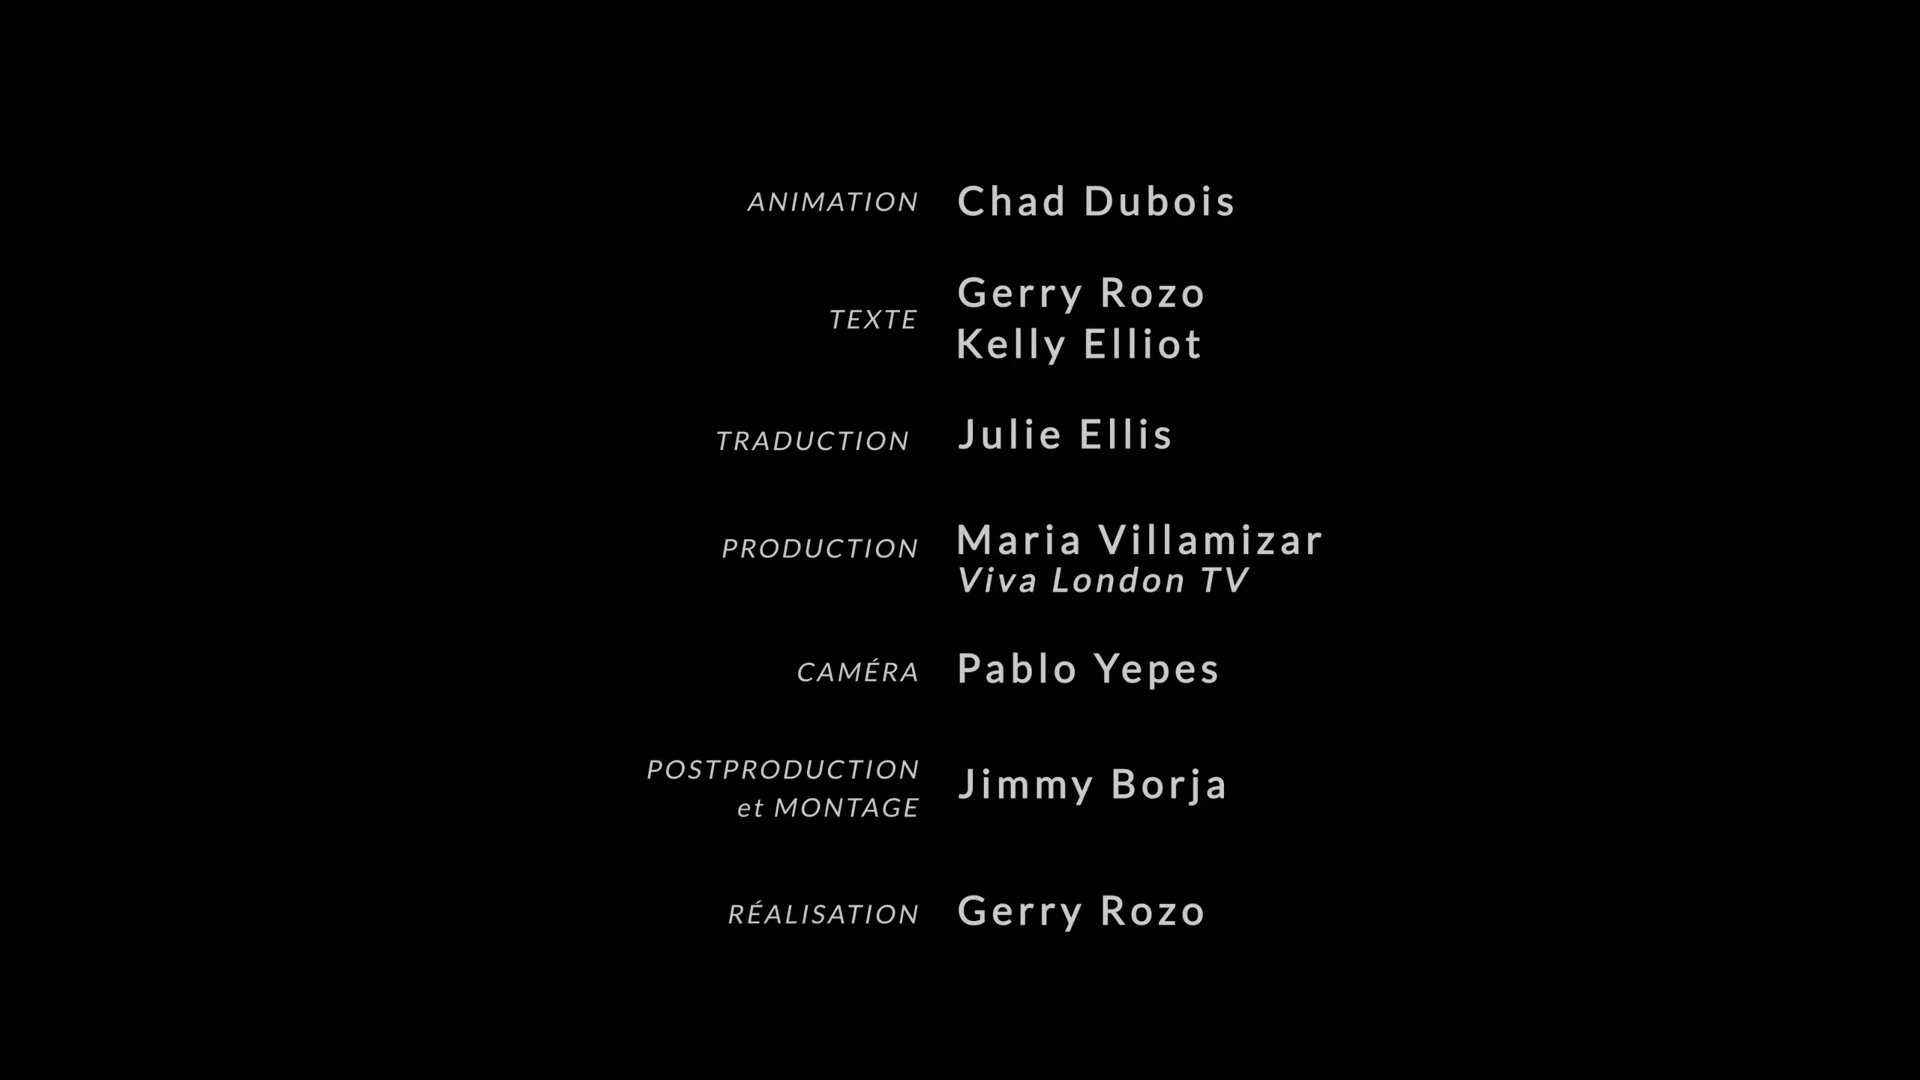 ANIMATION Chad Dubois
TEXTE Gerry Rozo
Kelly Elliot
TRADUCTION Julie Ellis
PRODUCTION Maria Villamizar
Viva London TV
CAMÉRA Pablo Yepes
POSTPRODUCTION
et MONTAGE Jimmy Borja
RÉALISATION Gerry Rozo